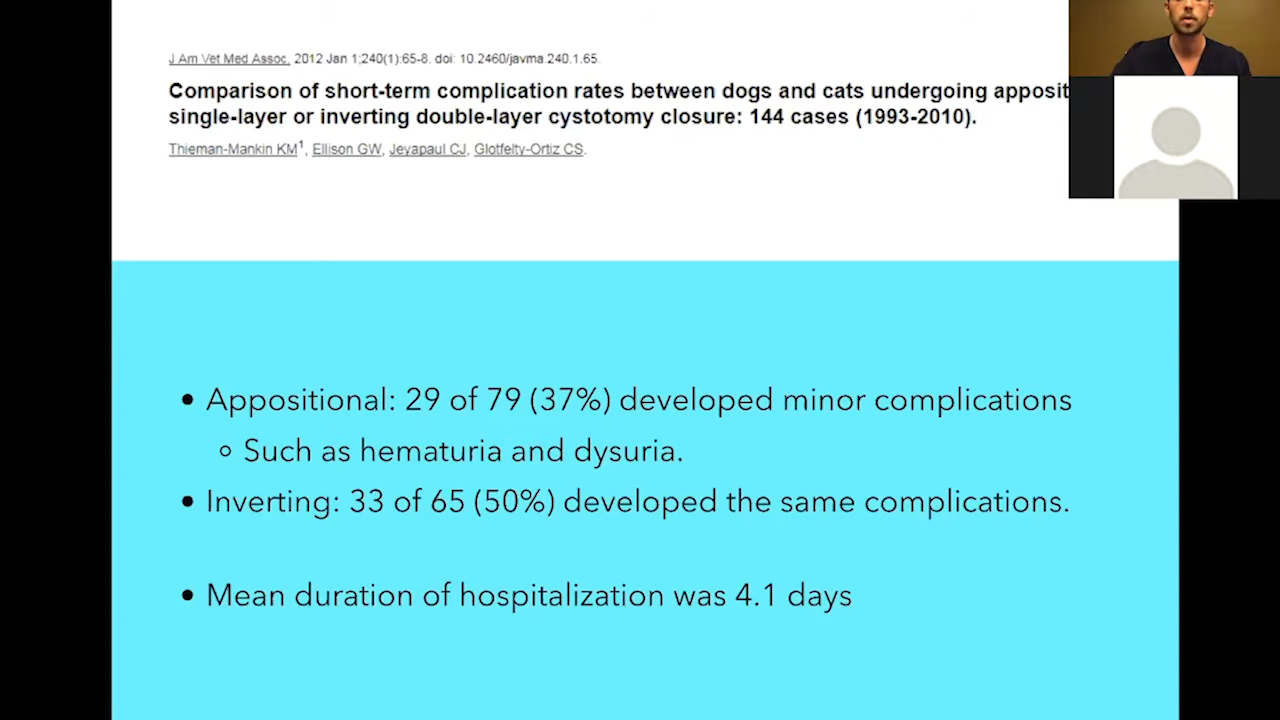 J Am Vet Med Assoc. 2012 Jan 1;240(1):65-8. doi: 10.2460/javma.240.1.65.
Comparison of short-term complication rates between dogs and cats undergoing apposit
single-layer or inverting double-layer cystotomy closure: 144 cases (1993-2010).
Thieman-Mankin KM1, Ellison GW, Jeyapaul CJ, Glotfelty-Ortiz CS.
• Appositional: 29 of 79 (37%) developed minor complications
○ Such as hematuria and dysuria.
• Inverting: 33 of 65 (50%) developed the same complications.
• Mean duration of hospitalization was 4.1 days